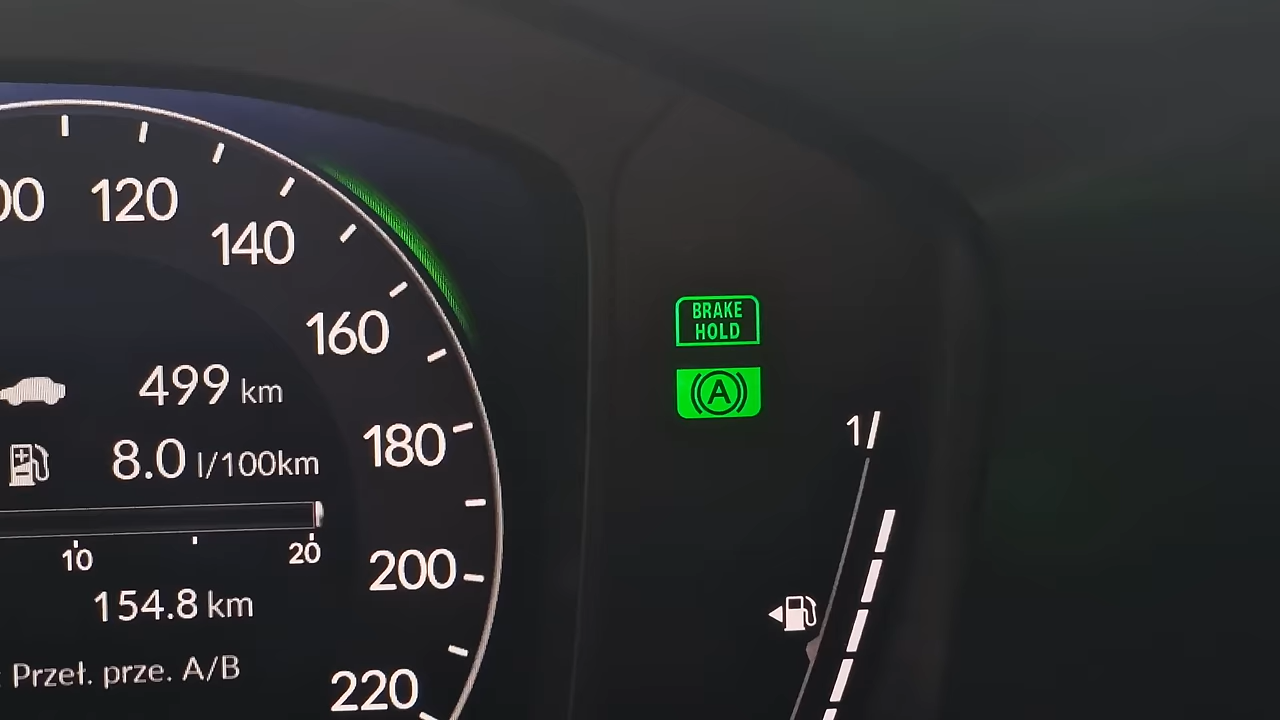 120
140
160
180
200
220
499 km
8.0 l/100km
10
20
154.8 km
Przeł. prze. A/B
BRAKE
HOLD
A
1/